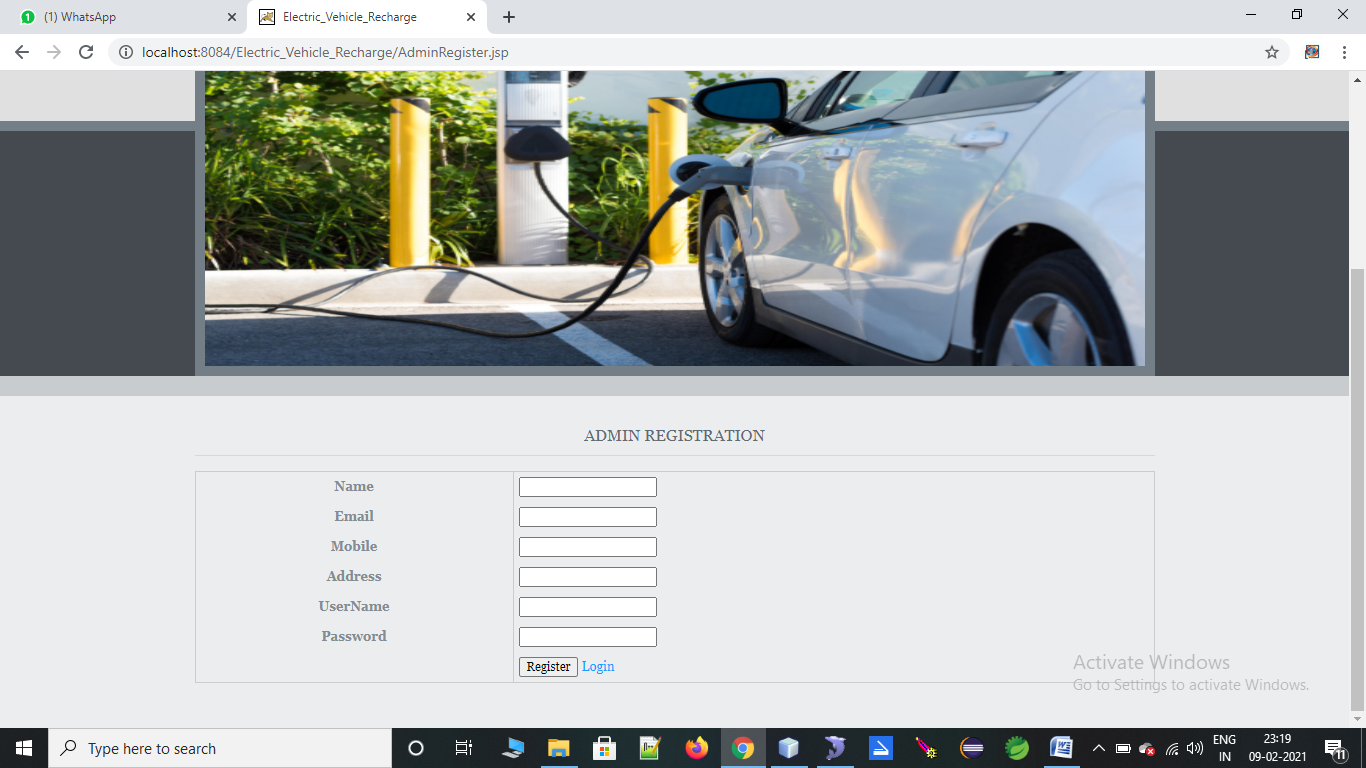 (1) WhatsApp
Electric_Vehicle_Recharge
localhost:8084/Electric_Vehicle_Recharge/AdminRegister.jsp
ADMIN REGISTRATION
Name
Email
Mobile
Address
UserName
Password
Register Login
Activate Windows
Go to Settings to activate Windows.
Type here to search
ENG
IN
23:19
09-02-2021
11